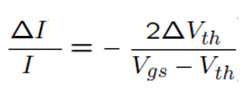 ΔI/I = − 2ΔV_th/(V_gs − V_th)